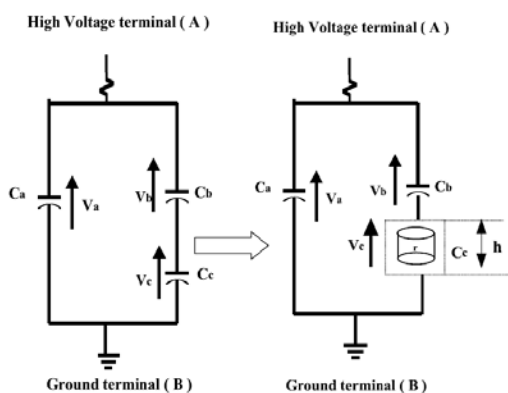 High Voltage terminal ( A )
Ca
Va
Vb
Cb
Vc
Cc
Ground terminal ( B )
High Voltage terminal ( A )
Ca
Va
Vb
Cb
Vc
r
Cc
h
Ground terminal ( B )